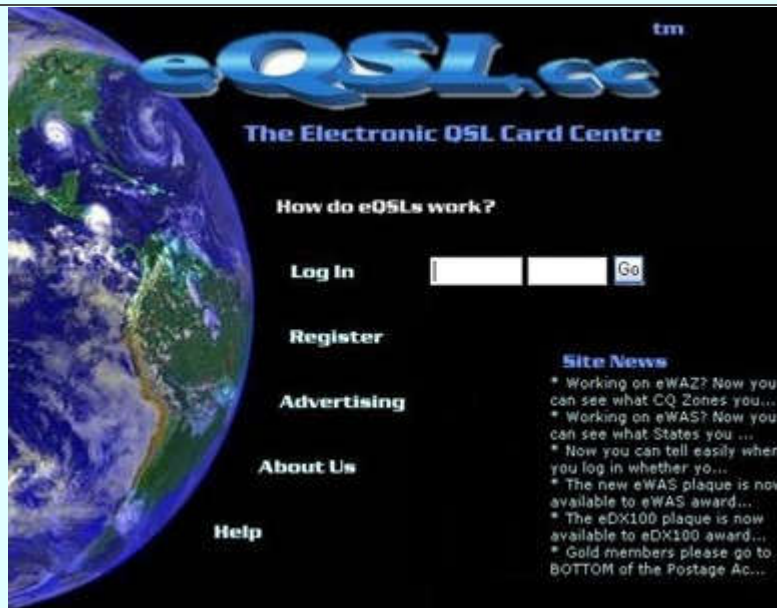 eQSL.cc
tm
The Electronic QSL Card Centre
How do eQSLs work?
Log In
Go
Register
Advertising
About Us
Help
Site News
* Working on eWAZ? Now you
can see what CQ Zones you...
* Working on eWAS? Now you
can see what States you ...
* Now you can tell easily when
you log in whether yo...
* The new eWAS plaque is now
available to eWAS award...
* The eDX100 plaque is now
available to eDX100 award...
* Gold members please go to
BOTTOM of the Postage Ac...